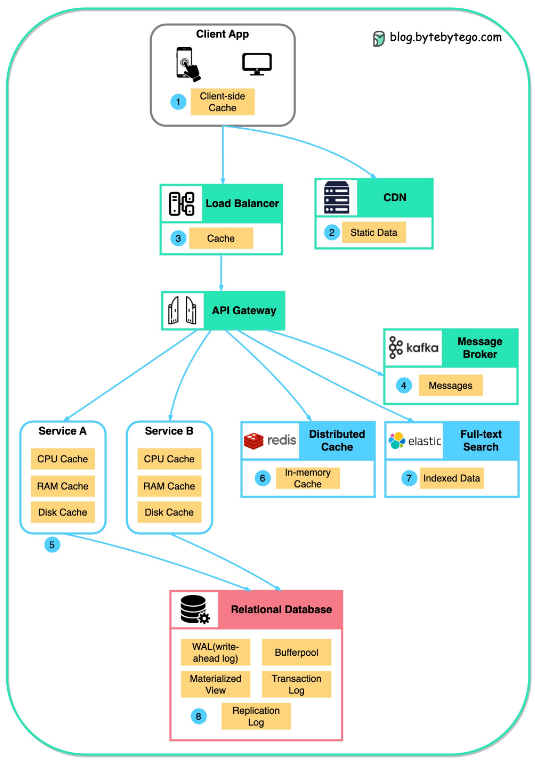 Client App
blog.bytebytego.com
1
Client-side
Cache
Load Balancer
3
Cache
CDN
2
Static Data
API Gateway
kafka
Message
Broker
4
Messages
Service A
CPU Cache
RAM Cache
Disk Cache
5
Service B
CPU Cache
RAM Cache
Disk Cache
redis
Distributed
Cache
6
In-memory
Cache
elastic
Full-text
Search
7
Indexed Data
Relational Database
WAL(write-
ahead log)
Bufferpool
Materialized
View
Transaction
Log
8
Replication
Log